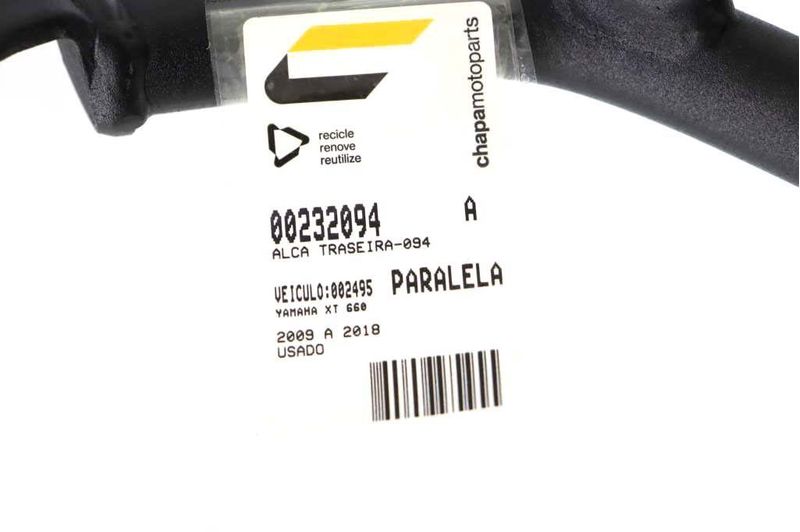 chapamotoparts
recicle
renove
reutilize
00232094 A
ALCA TRASEIRA-094
VEICULO:002495 PARALELA
YAMAHA XT 660
2009 A 2018
USADO